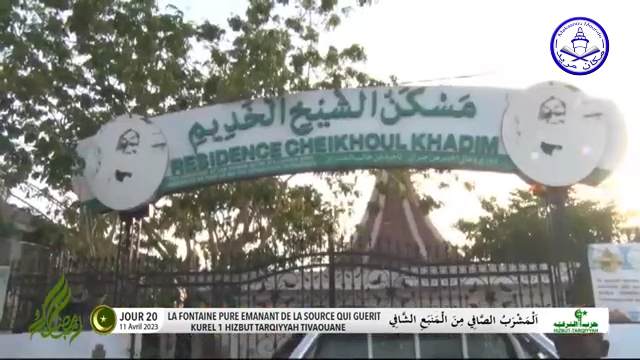 مَسْكَنُ الشَّيْخِ الْخَدِيمِ
RESIDENCE CHEIKHOUL KHADIM
JOUR 20
11 Avril 2023
LA FONTAINE PURE EMANANT DE LA SOURCE QUI GUERIT
KUREL 1 HIZBUT TARQIYYAH TIVAOUANE
اَلْمَشْرَبُ الصَّافِي مِنَ الْمَنبَعِ الشَّافِي
حزب الترقية
HIZBUT-TARQIYYAH